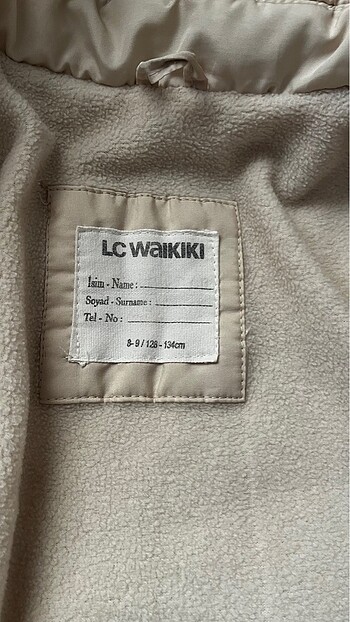 LC WAIKIKI
İsim - Name :
Soyad - Surname :
Tel - No :
8-9 / 128 - 134cm